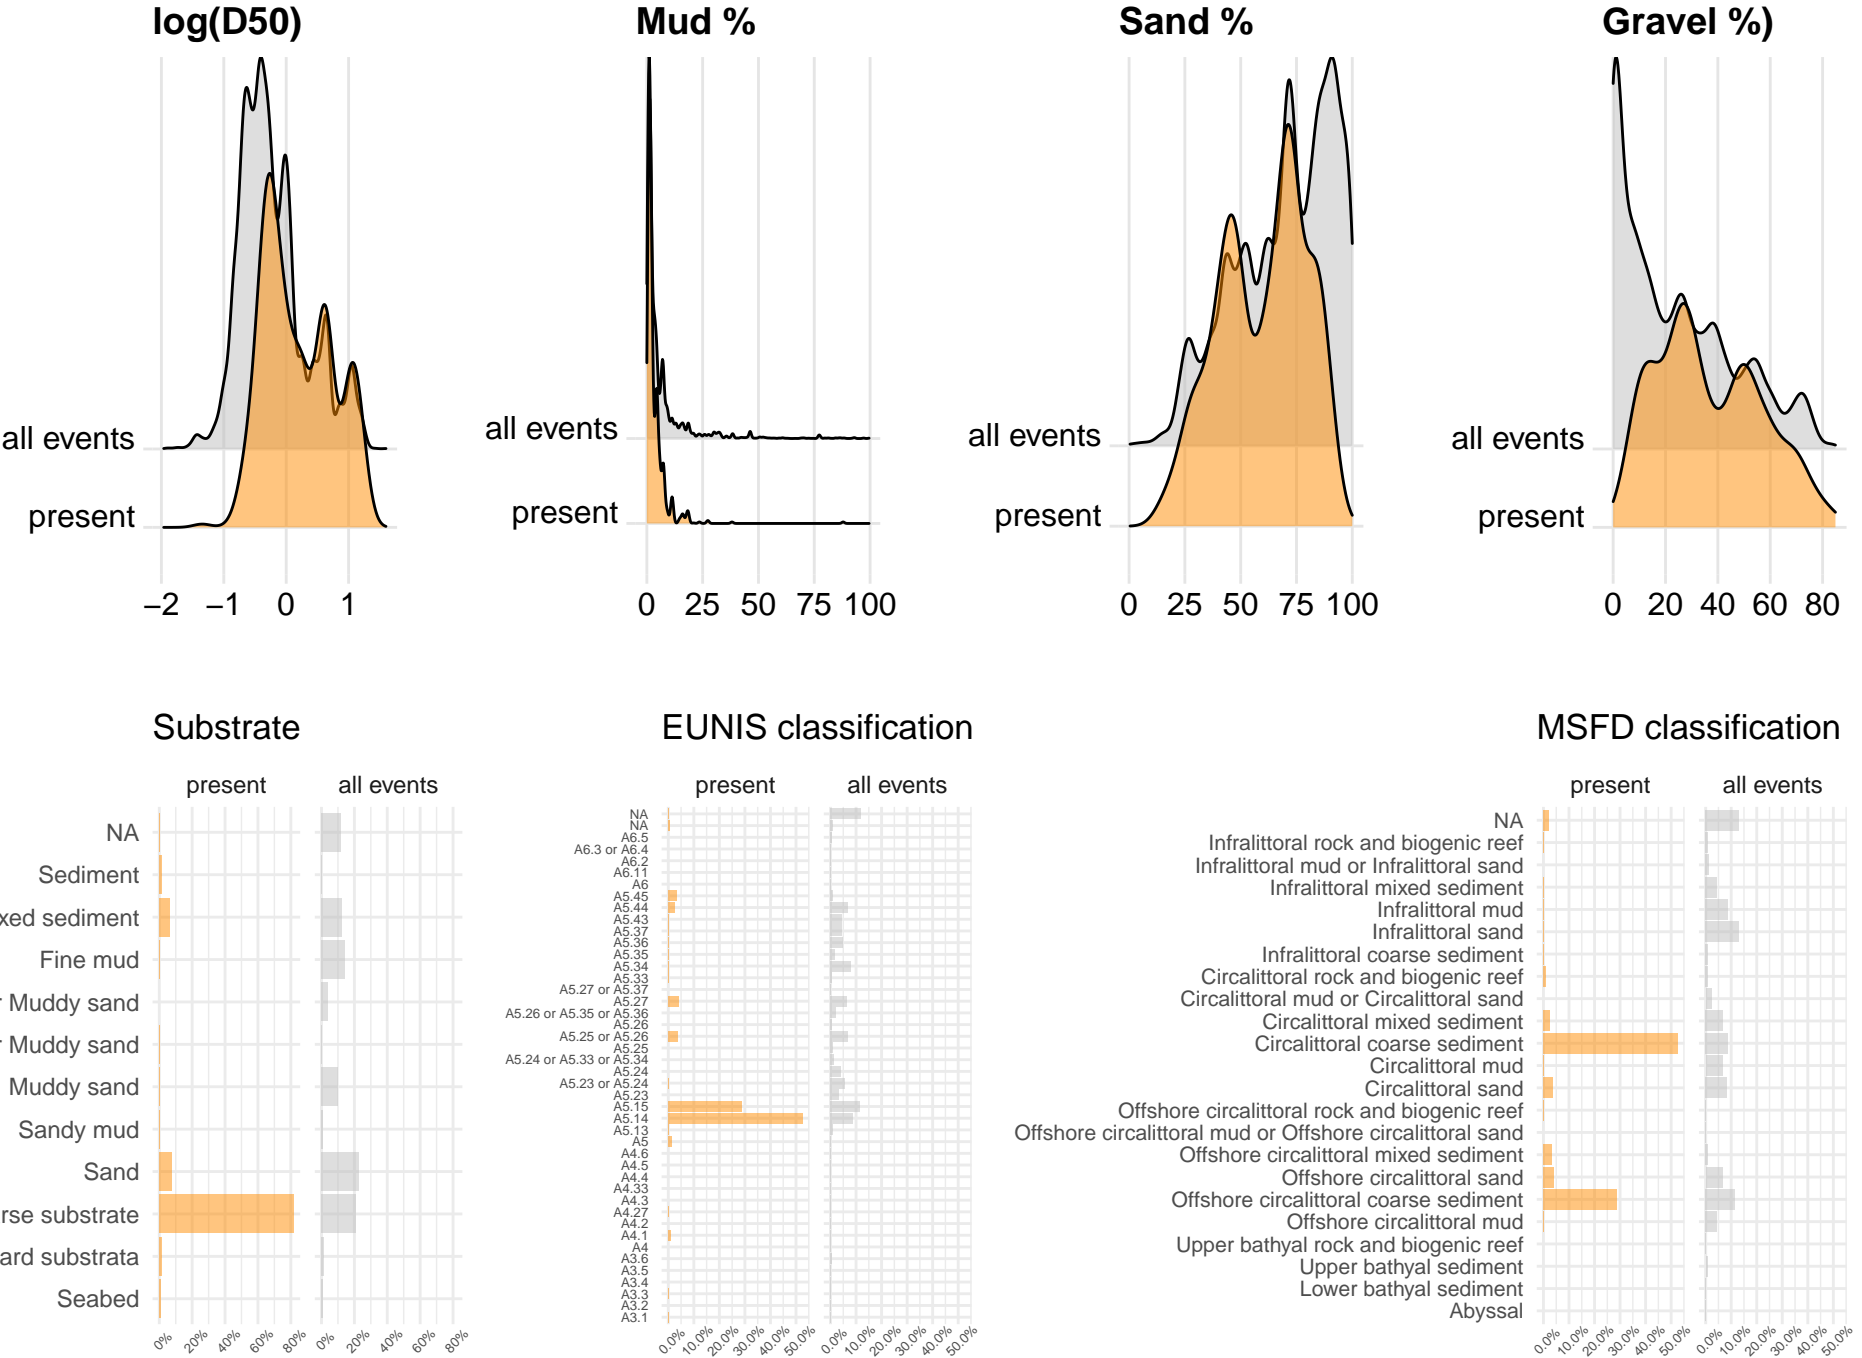 log(D50)
Mud %
Sand %
Gravel %)
all events
present
−2 −1 0 1
all events
present
0 25 50 75 100
all events
present
0 25 50 75 100
all events
present
0 20 40 60 80
Substrate
present all events
NA
Sediment
xed sediment
Fine mud
r Muddy sand
r Muddy sand
Muddy sand
Sandy mud
Sand
rse substrate
ard substrata
Seabed
0% 20% 40% 60% 80% 0% 20% 40% 60% 80%
EUNIS classification
present all events
NA
NA
A6.5
A6.3 or A6.4
A6.2
A6.11
A6
A5.45
A5.44
A5.43
A5.37
A5.36
A5.35
A5.34
A5.33
A5.27 or A5.37
A5.27
A5.26 or A5.35 or A5.36
A5.26
A5.25 or A5.26
A5.25
A5.24 or A5.33 or A5.34
A5.24
A5.23 or A5.24
A5.23
A5.15
A5.14
A5.13
A5
A4.6
A4.5
A4.4
A4.33
A4.3
A4.27
A4.2
A4.1
A4
A3.6
A3.5
A3.4
A3.3
A3.2
A3.1
0.0% 10.0% 20.0% 30.0% 40.0% 50.0% 0.0% 10.0% 20.0% 30.0% 40.0% 50.0%
MSFD classification
present all events
NA
Infralittoral rock and biogenic reef
Infralittoral mud or Infralittoral sand
Infralittoral mixed sediment
Infralittoral mud
Infralittoral sand
Infralittoral coarse sediment
Circalittoral rock and biogenic reef
Circalittoral mud or Circalittoral sand
Circalittoral mixed sediment
Circalittoral coarse sediment
Circalittoral mud
Circalittoral sand
Offshore circalittoral rock and biogenic reef
Offshore circalittoral mud or Offshore circalittoral sand
Offshore circalittoral mixed sediment
Offshore circalittoral sand
Offshore circalittoral coarse sediment
Offshore circalittoral mud
Upper bathyal rock and biogenic reef
Upper bathyal sediment
Lower bathyal sediment
Abyssal
0.0% 10.0% 20.0% 30.0% 40.0% 50.0% 0.0% 10.0% 20.0% 30.0% 40.0% 50.0%